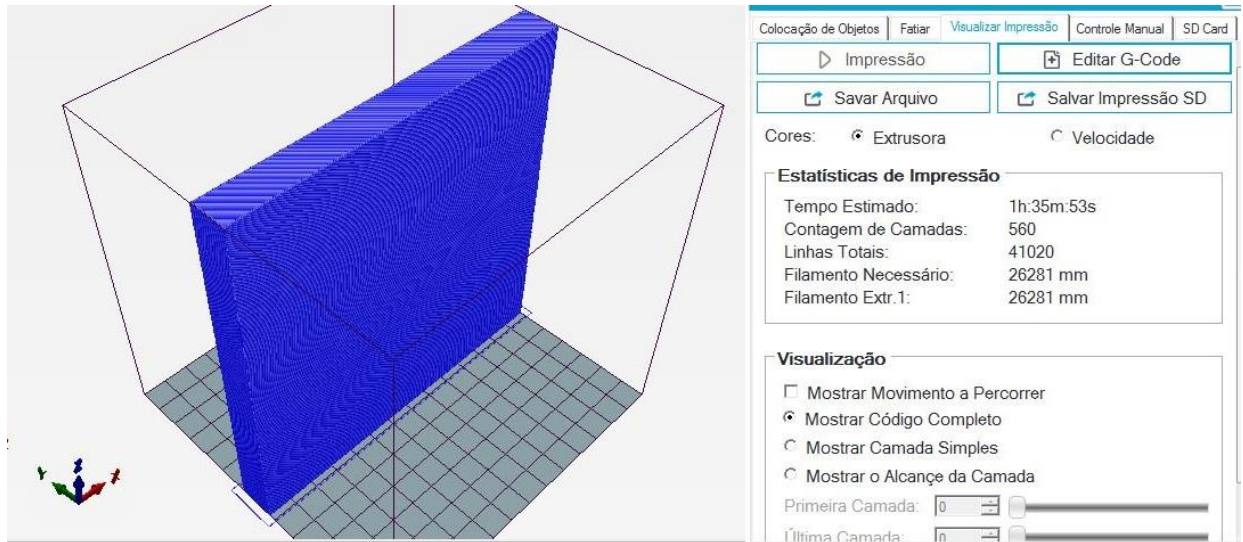 Colocação de Objetos Fatiar Visualizar Impressão Controle Manual SD Card
Impressão Editar G-Code
Savar Arquivo Salvar Impressão SD
Cores: Extrusora Velocidade
Estatísticas de Impressão
Tempo Estimado: 1h:35m:53s
Contagem de Camadas: 560
Linhas Totais: 41020
Filamento Necessário: 26281 mm
Filamento Extr.1: 26281 mm
Visualização
Mostrar Movimento a Percorrer
Mostrar Código Completo
Mostrar Camada Simples
Mostrar o Alcançe da Camada
Primeira Camada: 0
Última Camada: 0
Y Z X